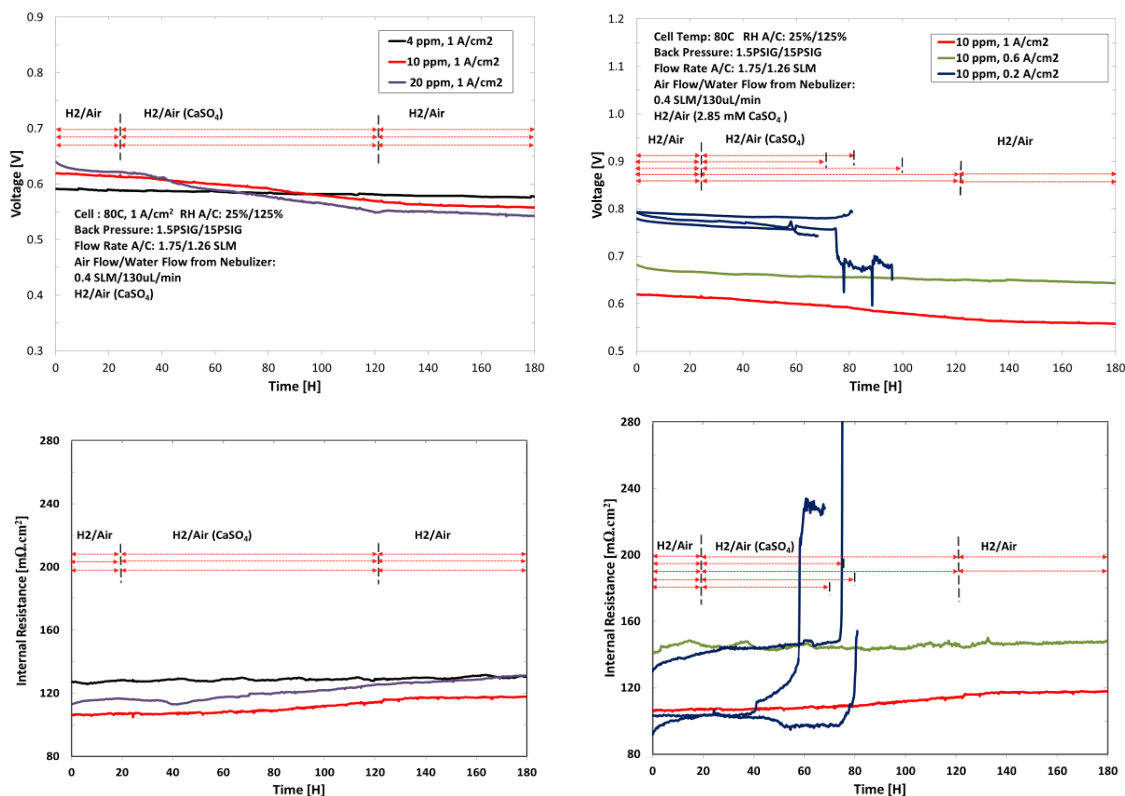 0.9
0.8
0.7
0.6
0.5
0.4
0.3
Voltage [V]
4 ppm, 1 A/cm2
10 ppm, 1 A/cm2
20 ppm, 1 A/cm2
H2/Air
H2/Air (CaSO₄)
H2/Air
Cell : 80C, 1 A/cm² RH A/C: 25%/125%
Back Pressure: 1.5PSIG/15PSIG
Flow Rate A/C: 1.75/1.26 SLM
Air Flow/Water Flow from Nebulizer:
0.4 SLM/130uL/min
H2/Air (CaSO₄)
0 20 40 60 80 100 120 140 160 180
Time [H]
1.2
1.1
1.0
0.9
0.8
0.7
0.6
0.5
Voltage [V]
Cell Temp: 80C RH A/C: 25%/125%
Back Pressure: 1.5PSIG/15PSIG
Flow Rate A/C: 1.75/1.26 SLM
Air Flow/Water Flow from Nebulizer:
0.4 SLM/130uL/min
H2/Air (2.85 mM CaSO₄ )
10 ppm, 1 A/cm2
10 ppm, 0.6 A/cm2
10 ppm, 0.2 A/cm2
H2/Air
H2/Air (CaSO₄)
H2/Air
0 20 40 60 80 100 120 140 160 180
Time [H]
280
240
200
160
120
80
Internal Resistance [mΩ.cm²]
H2/Air
H2/Air (CaSO₄)
H2/Air
0 20 40 60 80 100 120 140 160 180
Time [H]
280
240
200
160
120
80
Internal Resistance [mΩ.cm²]
H2/Air
H2/Air (CaSO₄)
H2/Air
0 20 40 60 80 100 120 140 160 180
Time [H]